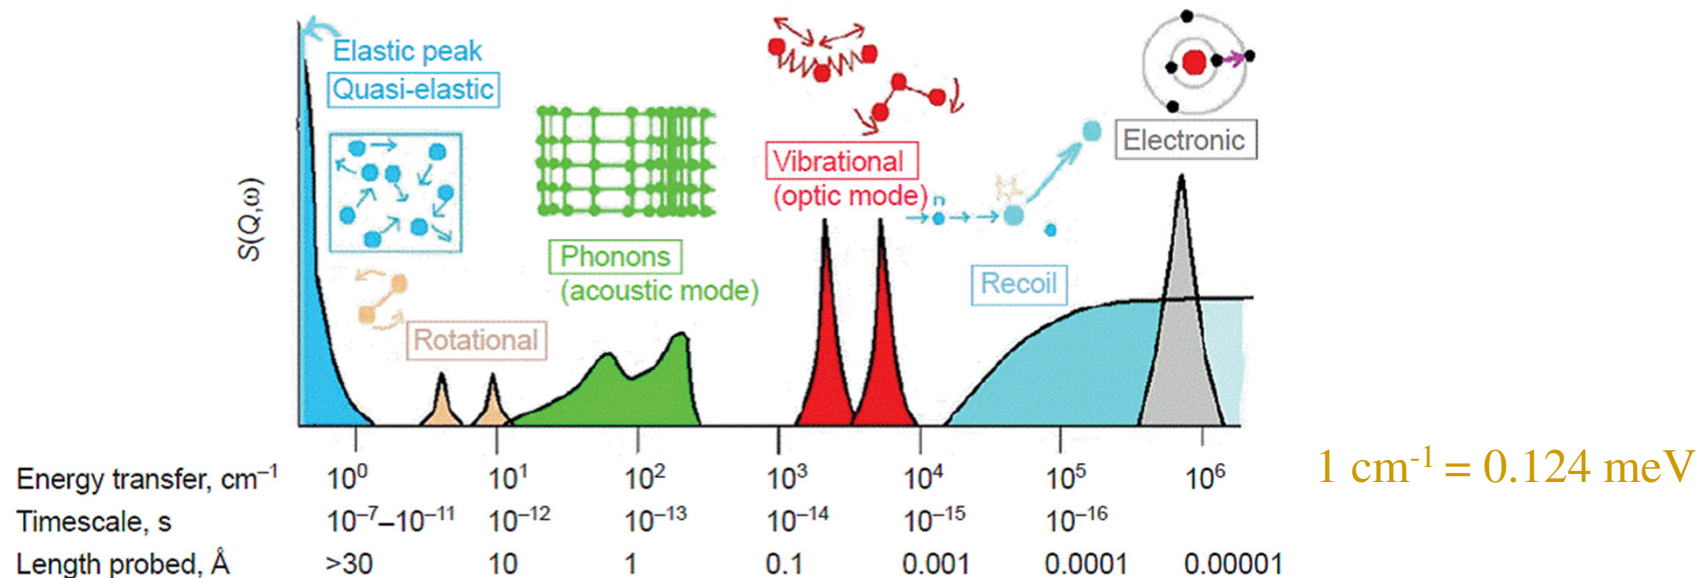 Elastic peak
Quasi-elastic
Electronic
Vibrational
(optic mode)
n
S(Q,ω)
Phonons
(acoustic mode)
Recoil
Rotational
Energy transfer, cm⁻¹ 10⁰ 10¹ 10² 10³ 10⁴ 10⁵ 10⁶
1 cm⁻¹ = 0.124 meV
Timescale, s 10⁻⁷–10⁻¹¹ 10⁻¹² 10⁻¹³ 10⁻¹⁴ 10⁻¹⁵ 10⁻¹⁶
Length probed, Å >30 10 1 0.1 0.001 0.0001 0.00001